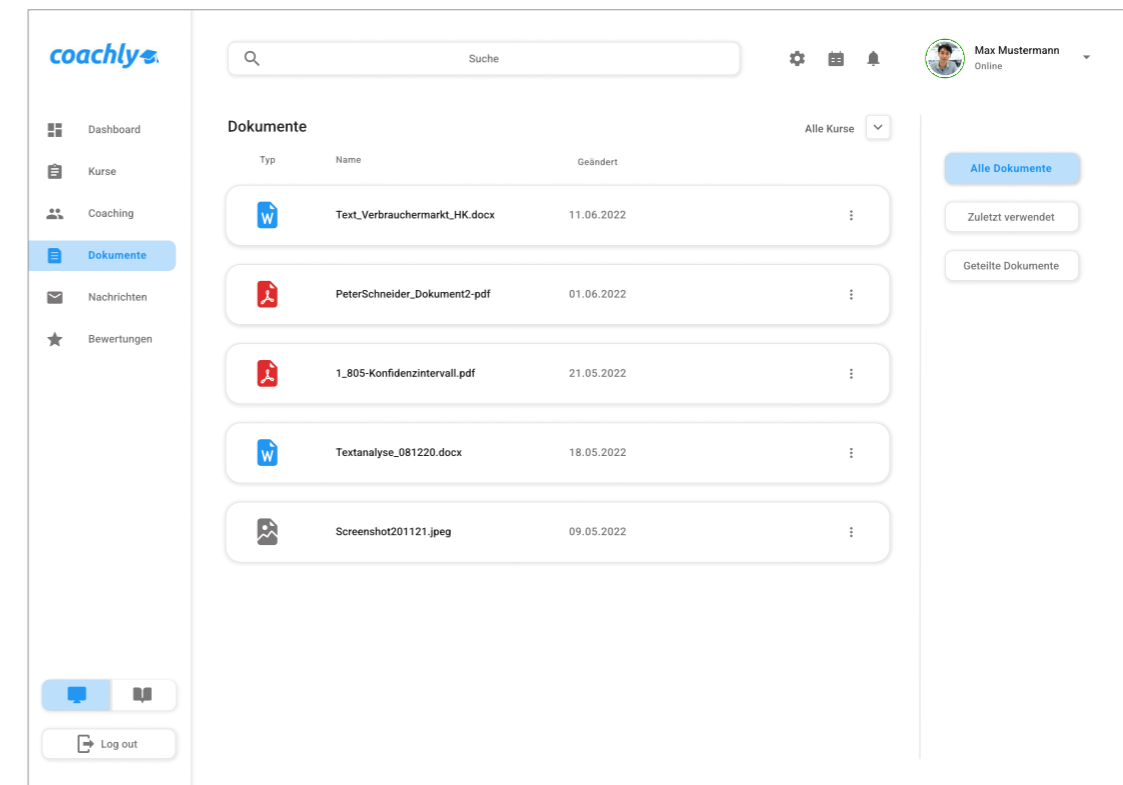 coachly
Suche
Max Mustermann
Online
Dashboard
Kurse
Coaching
Dokumente
Nachrichten
Bewertungen
Dokumente
Alle Kurse
Typ Name Geändert
W Text_Verbrauchermarkt_HK.docx 11.06.2022
PeterSchneider_Dokument2-pdf 01.06.2022
1_805-Konfidenzintervall.pdf 21.05.2022
W Textanalyse_081220.docx 18.05.2022
Screenshot201121.jpeg 09.05.2022
Alle Dokumente
Zuletzt verwendet
Geteilte Dokumente
Log out